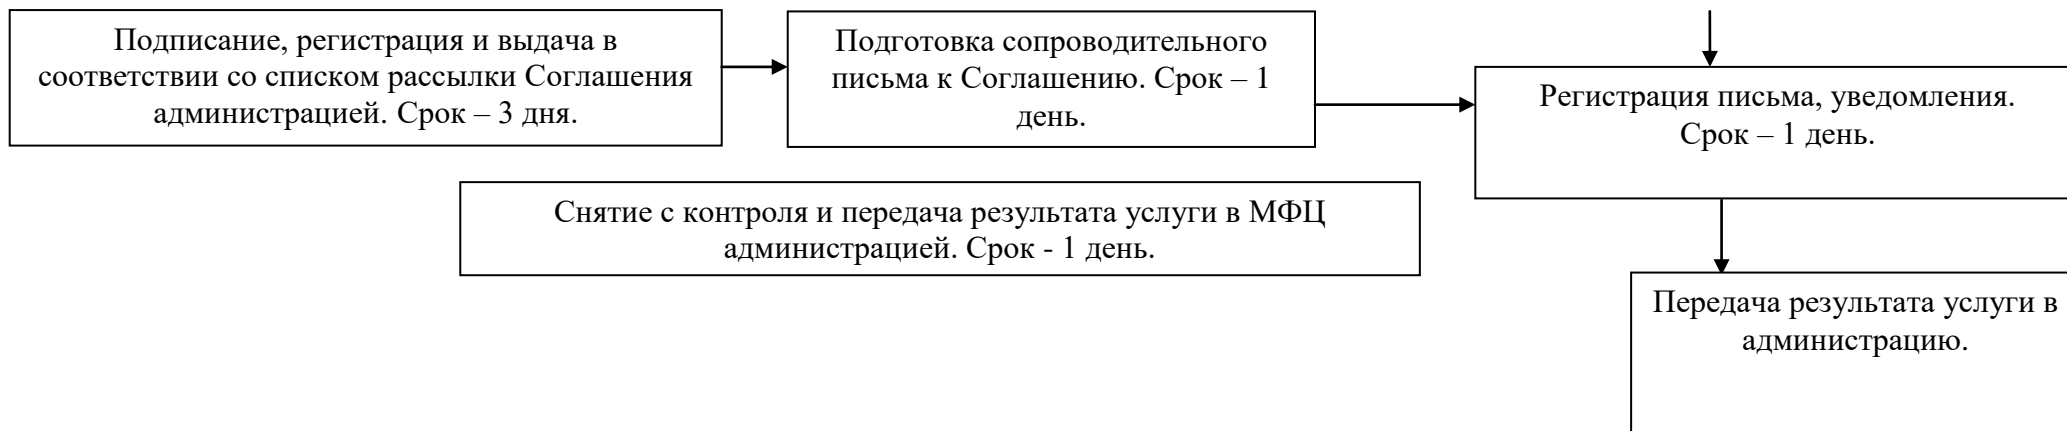 Подписание, регистрация и выдача в
соответствии со списком рассылки Соглашения
администрацией. Срок – 3 дня.
Подготовка сопроводительного
письма к Соглашению. Срок – 1
день.
Регистрация письма, уведомления.
Срок – 1 день.
Снятие с контроля и передача результата услуги в МФЦ
администрацией. Срок - 1 день.
Передача результата услуги в
администрацию.